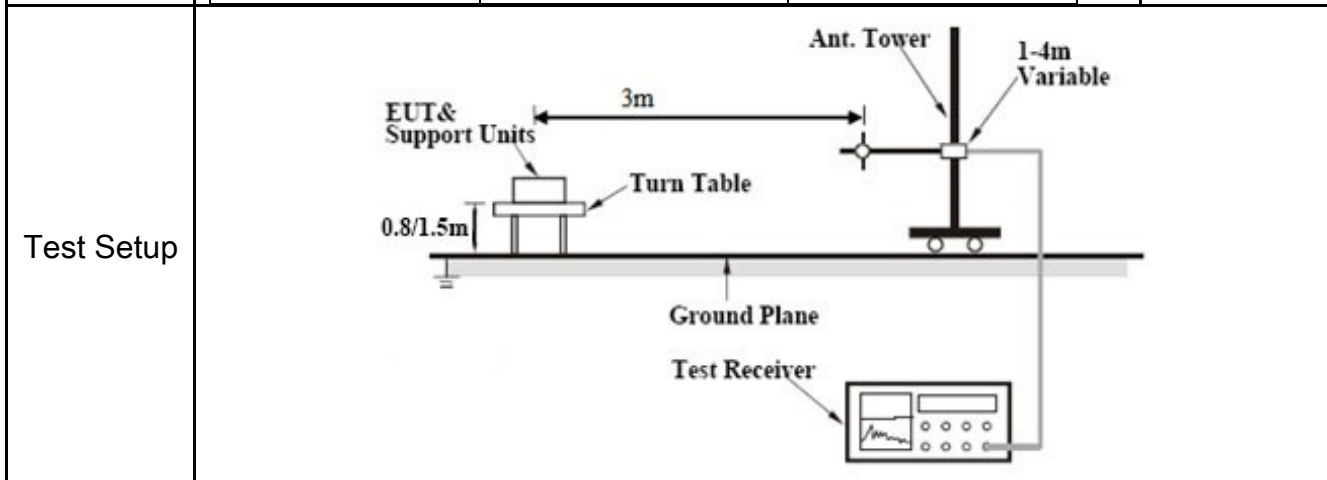 Test Setup
Ant. Tower
1-4m
Variable
3m
EUT&
Support Units
Turn Table
0.8/1.5m
Ground Plane
Test Receiver